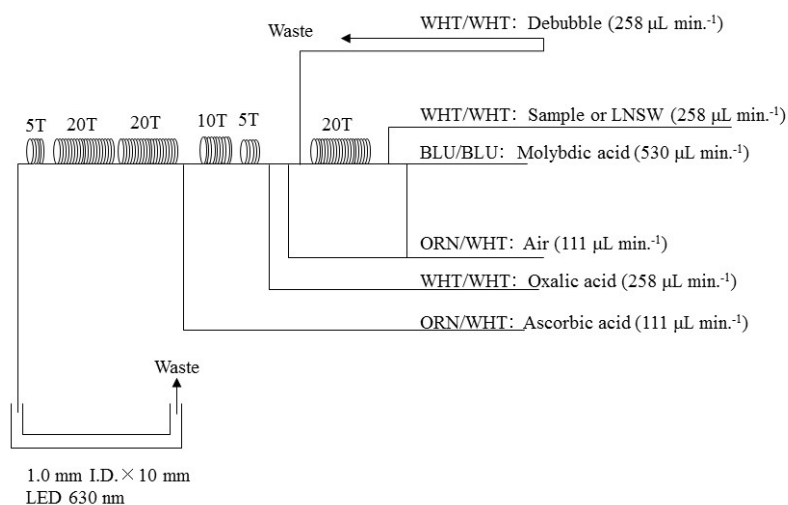 Waste
WHT/WHT: Debubble (258 μL min.⁻¹)
5T 20T 20T 10T 5T 20T
WHT/WHT: Sample or LNSW (258 μL min.⁻¹)
BLU/BLU: Molybdic acid (530 μL min.⁻¹)
ORN/WHT: Air (111 μL min.⁻¹)
WHT/WHT: Oxalic acid (258 μL min.⁻¹)
ORN/WHT: Ascorbic acid (111 μL min.⁻¹)
Waste
1.0 mm I.D.×10 mm
LED 630 nm